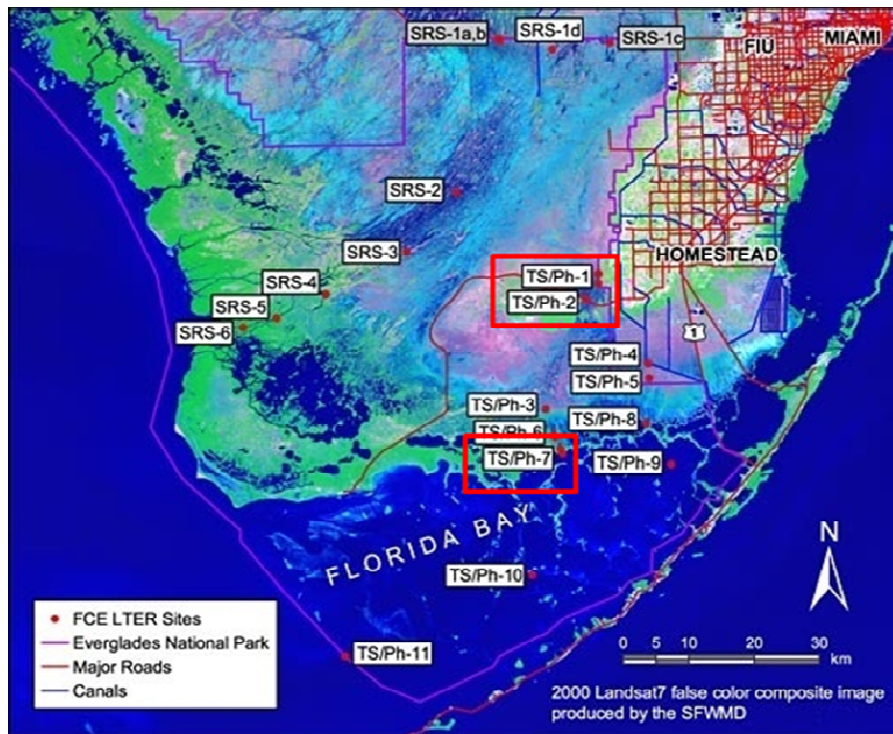 SRS-1a,b
SRS-1d
SRS-1c
FIU
MIAMI
SRS-2
SRS-3
HOMESTEAD
TS/Ph-1
SRS-4
TS/Ph-2
SRS-5
SRS-6
1
TS/Ph-4
TS/Ph-5
TS/Ph-3
TS/Ph-8
TS/Ph-6
TS/Ph-7
TS/Ph-9
FLORIDA BAY
N
TS/Ph-10
FCE LTER Sites
Everglades National Park
Major Roads
Canals
TS/Ph-11
0 5 10 20 30
km
2000 Landsat7 false color composite image
produced by the SFWMD